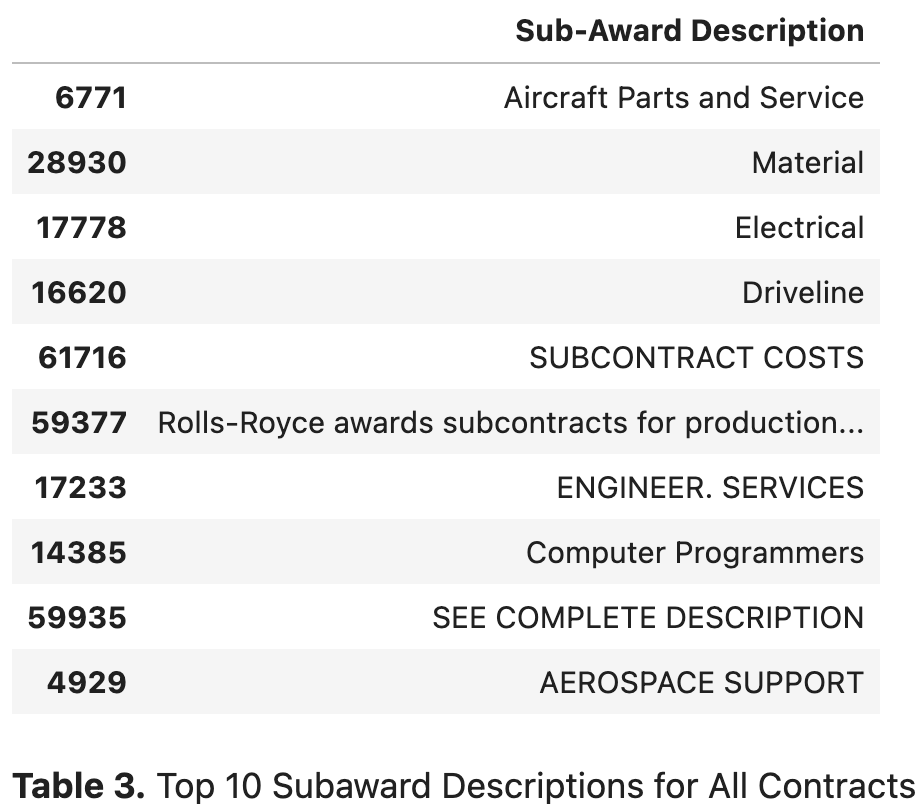 Sub-Award Description
6771 Aircraft Parts and Service
28930 Material
17778 Electrical
16620 Driveline
61716 SUBCONTRACT COSTS
59377 Rolls-Royce awards subcontracts for production...
17233 ENGINEER. SERVICES
14385 Computer Programmers
59935 SEE COMPLETE DESCRIPTION
4929 AEROSPACE SUPPORT
Table 3. Top 10 Subaward Descriptions for All Contracts